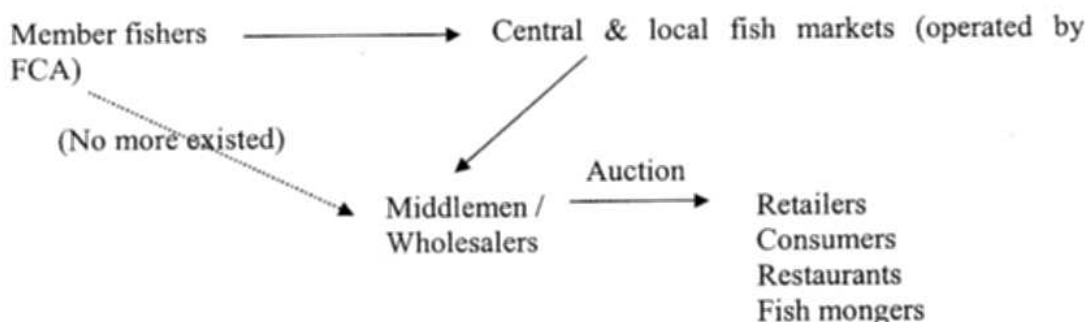 Member fishers
Central & local fish markets (operated by
FCA)
(No more existed)
Auction
Middlemen /
Wholesalers
Retailers
Consumers
Restaurants
Fish mongers